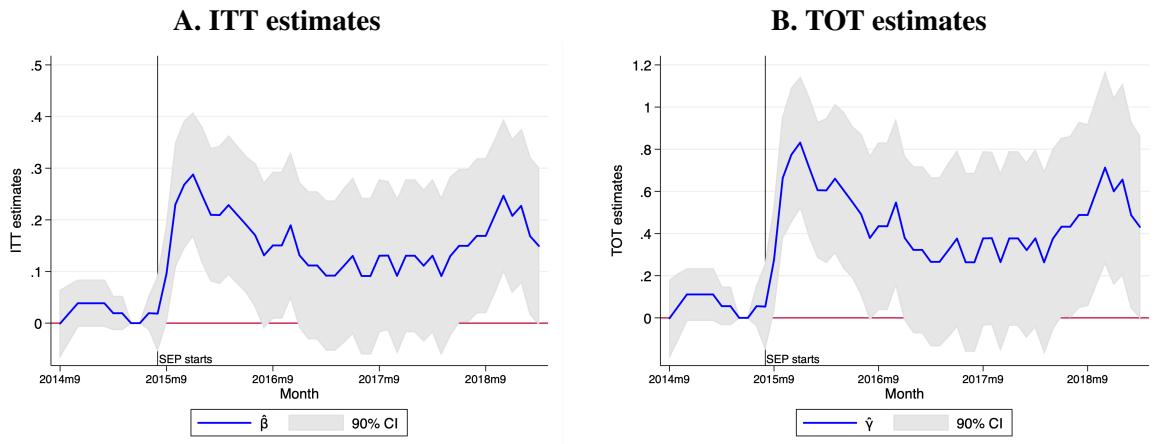 A. ITT estimates
ITT estimates
.5
.4
.3
.2
.1
0
SEP starts
2014m9 2015m9 2016m9 2017m9 2018m9
Month
β̂ 90% CI
B. TOT estimates
TOT estimates
1.2
1
.8
.6
.4
.2
0
SEP starts
2014m9 2015m9 2016m9 2017m9 2018m9
Month
γ̂ 90% CI